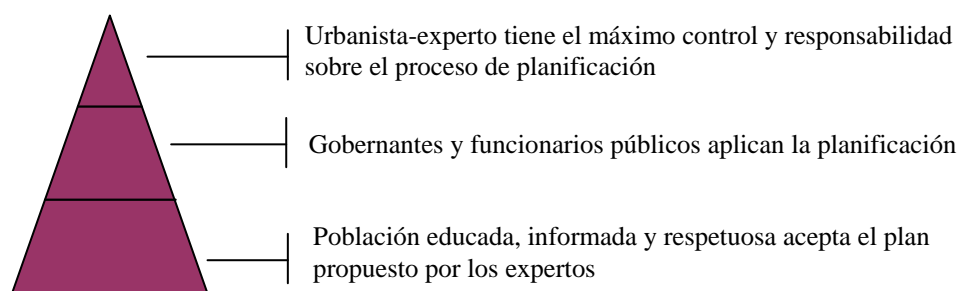 Urbanista-experto tiene el máximo control y responsabilidad
sobre el proceso de planificación
Gobernantes y funcionarios públicos aplican la planificación
Población educada, informada y respetuosa acepta el plan
propuesto por los expertos